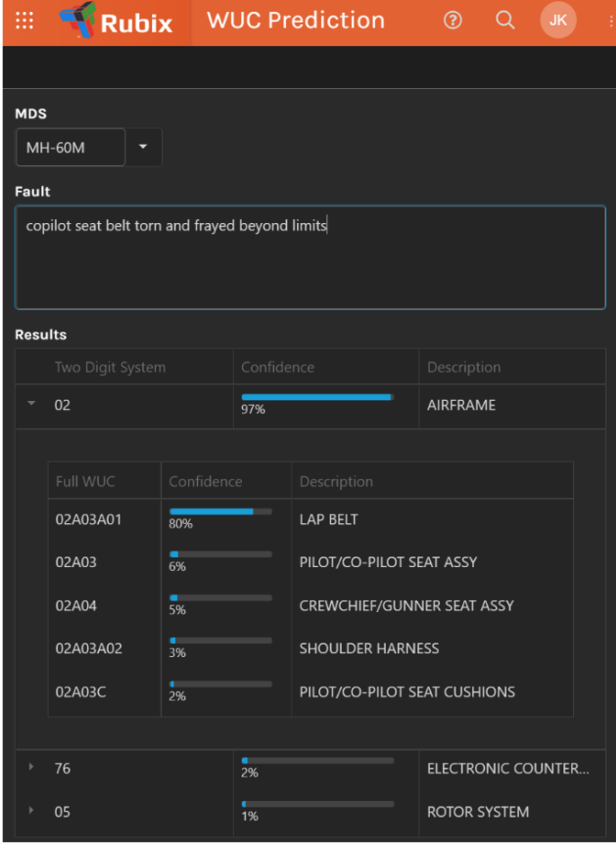 Rubix WUC Prediction ? JK
MDS
MH-60M
Fault
copilot seat belt torn and frayed beyond limits
Results
Two Digit System Confidence Description
02 97% AIRFRAME
Full WUC Confidence Description
02A03A01 80% LAP BELT
02A03 6% PILOT/CO-PILOT SEAT ASSY
02A04 5% CREWCHIEF/GUNNER SEAT ASSY
02A03A02 3% SHOULDER HARNESS
02A03C 2% PILOT/CO-PILOT SEAT CUSHIONS
76 2% ELECTRONIC COUNTER...
05 1% ROTOR SYSTEM